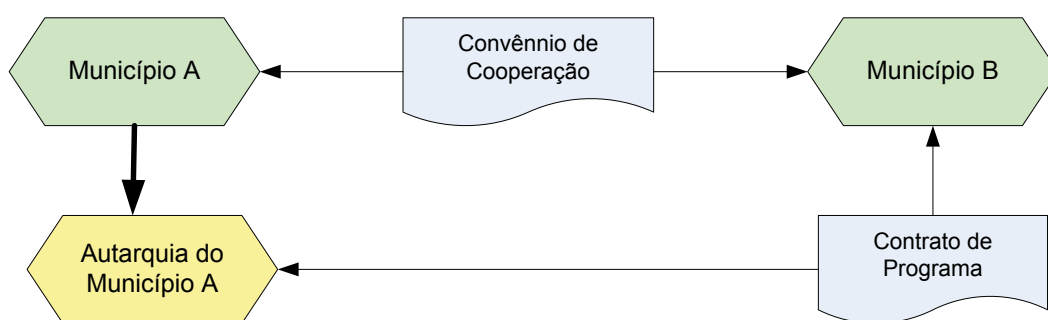 Município A
Convênnio de
Cooperação
Município B
Autarquia do
Município A
Contrato de
Programa